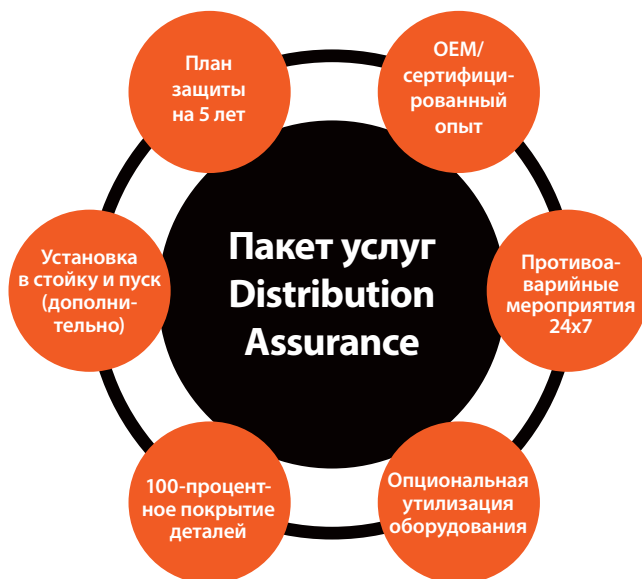 План
защиты
на 5 лет
OEM/
сертифици-
рованный
опыт
Установка
в стойку и пуск
(дополни-
тельно)
Пакет услуг
Distribution
Assurance
Противоа-
варийные
мероприятия
24x7
100-процент-
ное покрытие
деталей
Опциональная
утилизация
оборудования